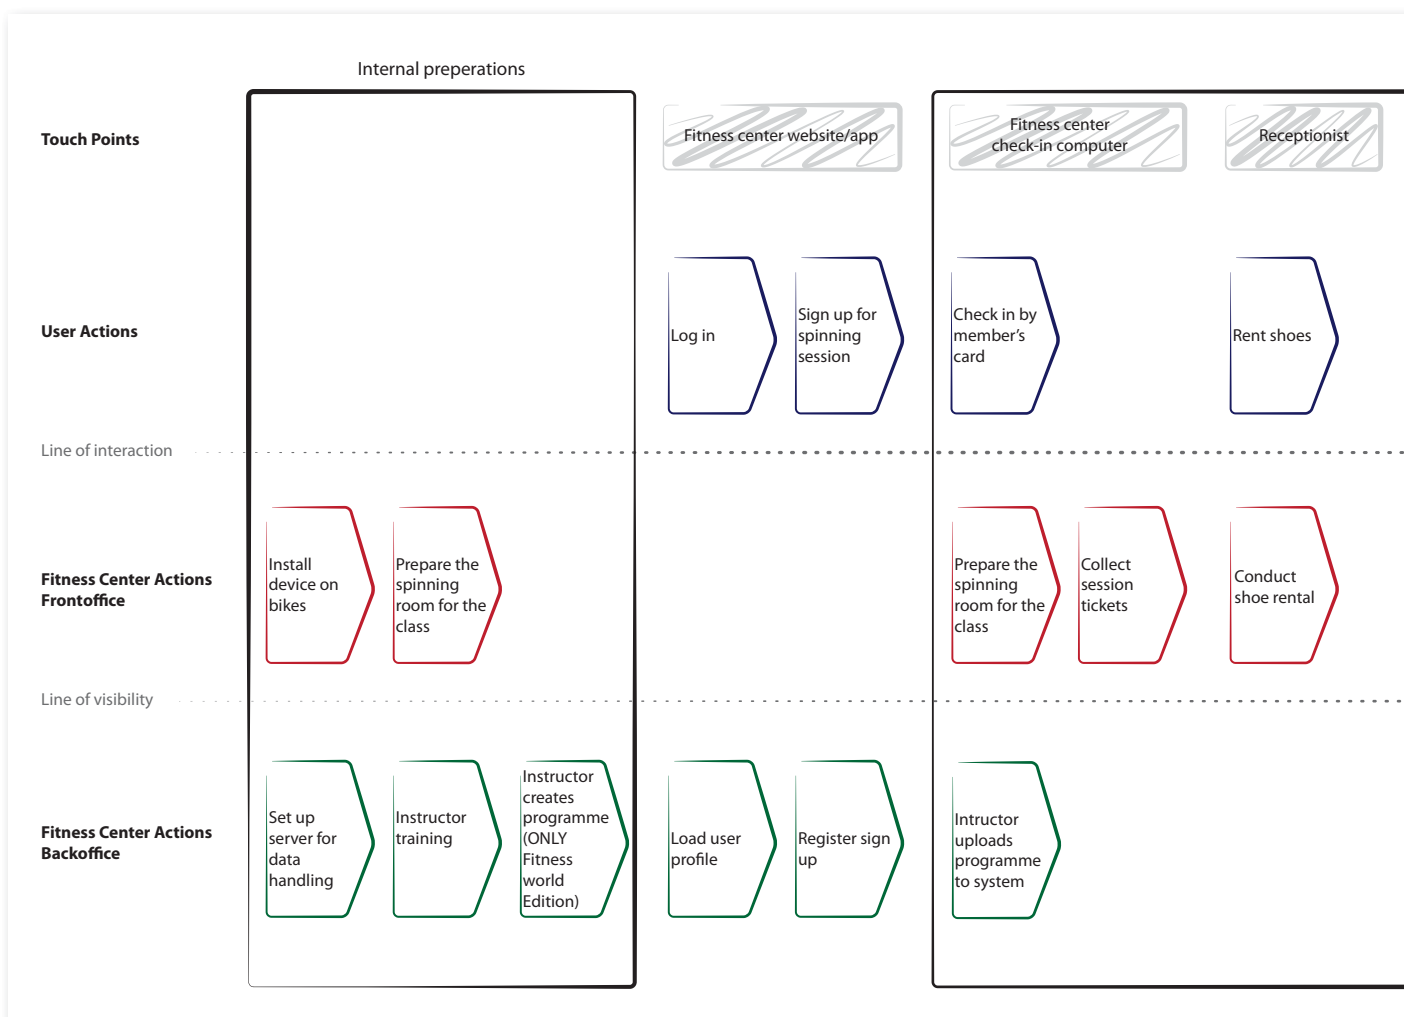 Internal preperations
Touch Points
Fitness center website/app
Fitness center
check-in computer
Receptionist
User Actions
Log in
Sign up for
spinning
session
Check in by
member's
card
Rent shoes
Line of interaction
Fitness Center Actions
Frontoffice
Install
device on
bikes
Prepare the
spinning
room for the
class
Prepare the
spinning
room for the
class
Collect
session
tickets
Conduct
shoe rental
Line of visibility
Fitness Center Actions
Backoffice
Set up
server for
data
handling
Instructor
training
Instructor
creates
programme
(ONLY
Fitness
world
Edition)
Load user
profile
Register sign
up
Intructor
uploads
programme
to system